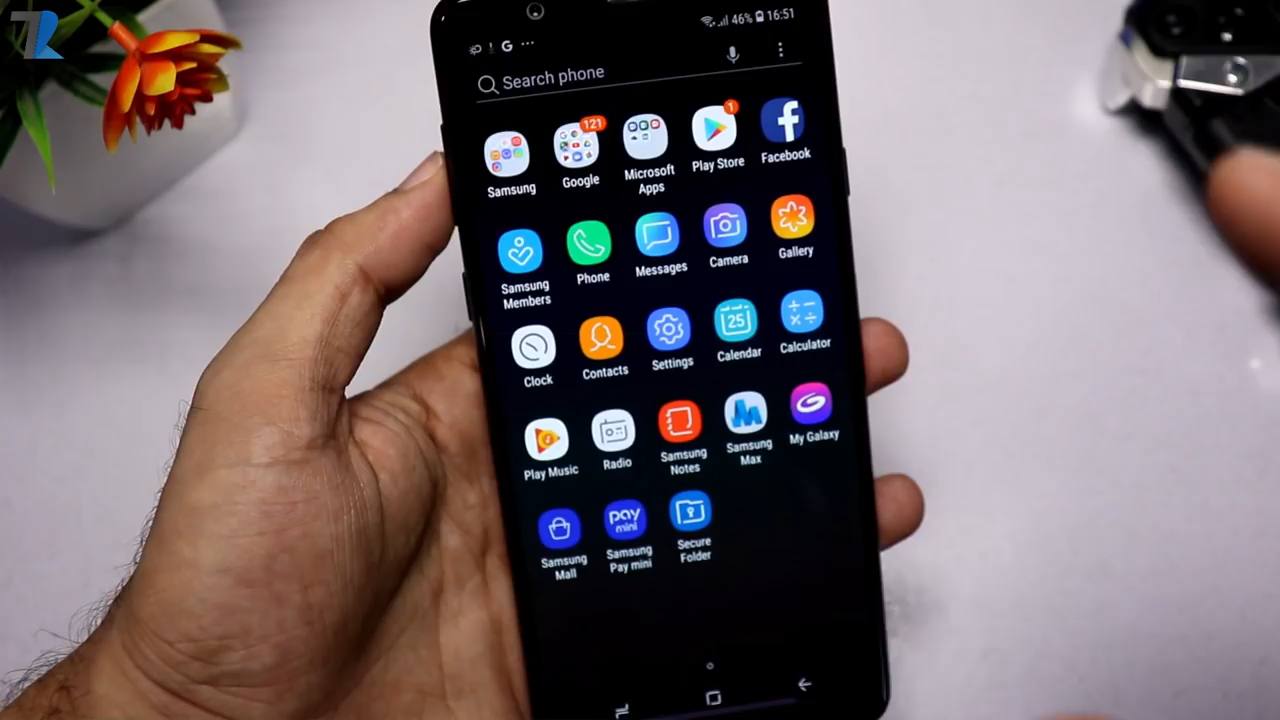 46% 16:51
G ...
Search phone
121
1
Samsung
Google
Microsoft
Apps
Play Store
Facebook
Samsung
Members
Phone
Messages
Camera
Gallery
Clock
Contacts
Settings
25
Calendar
Calculator
Play Music
Radio
Samsung
Notes
Samsung
Max
My Galaxy
Samsung
Mall
pay
mini
Samsung
Pay mini
Secure
Folder